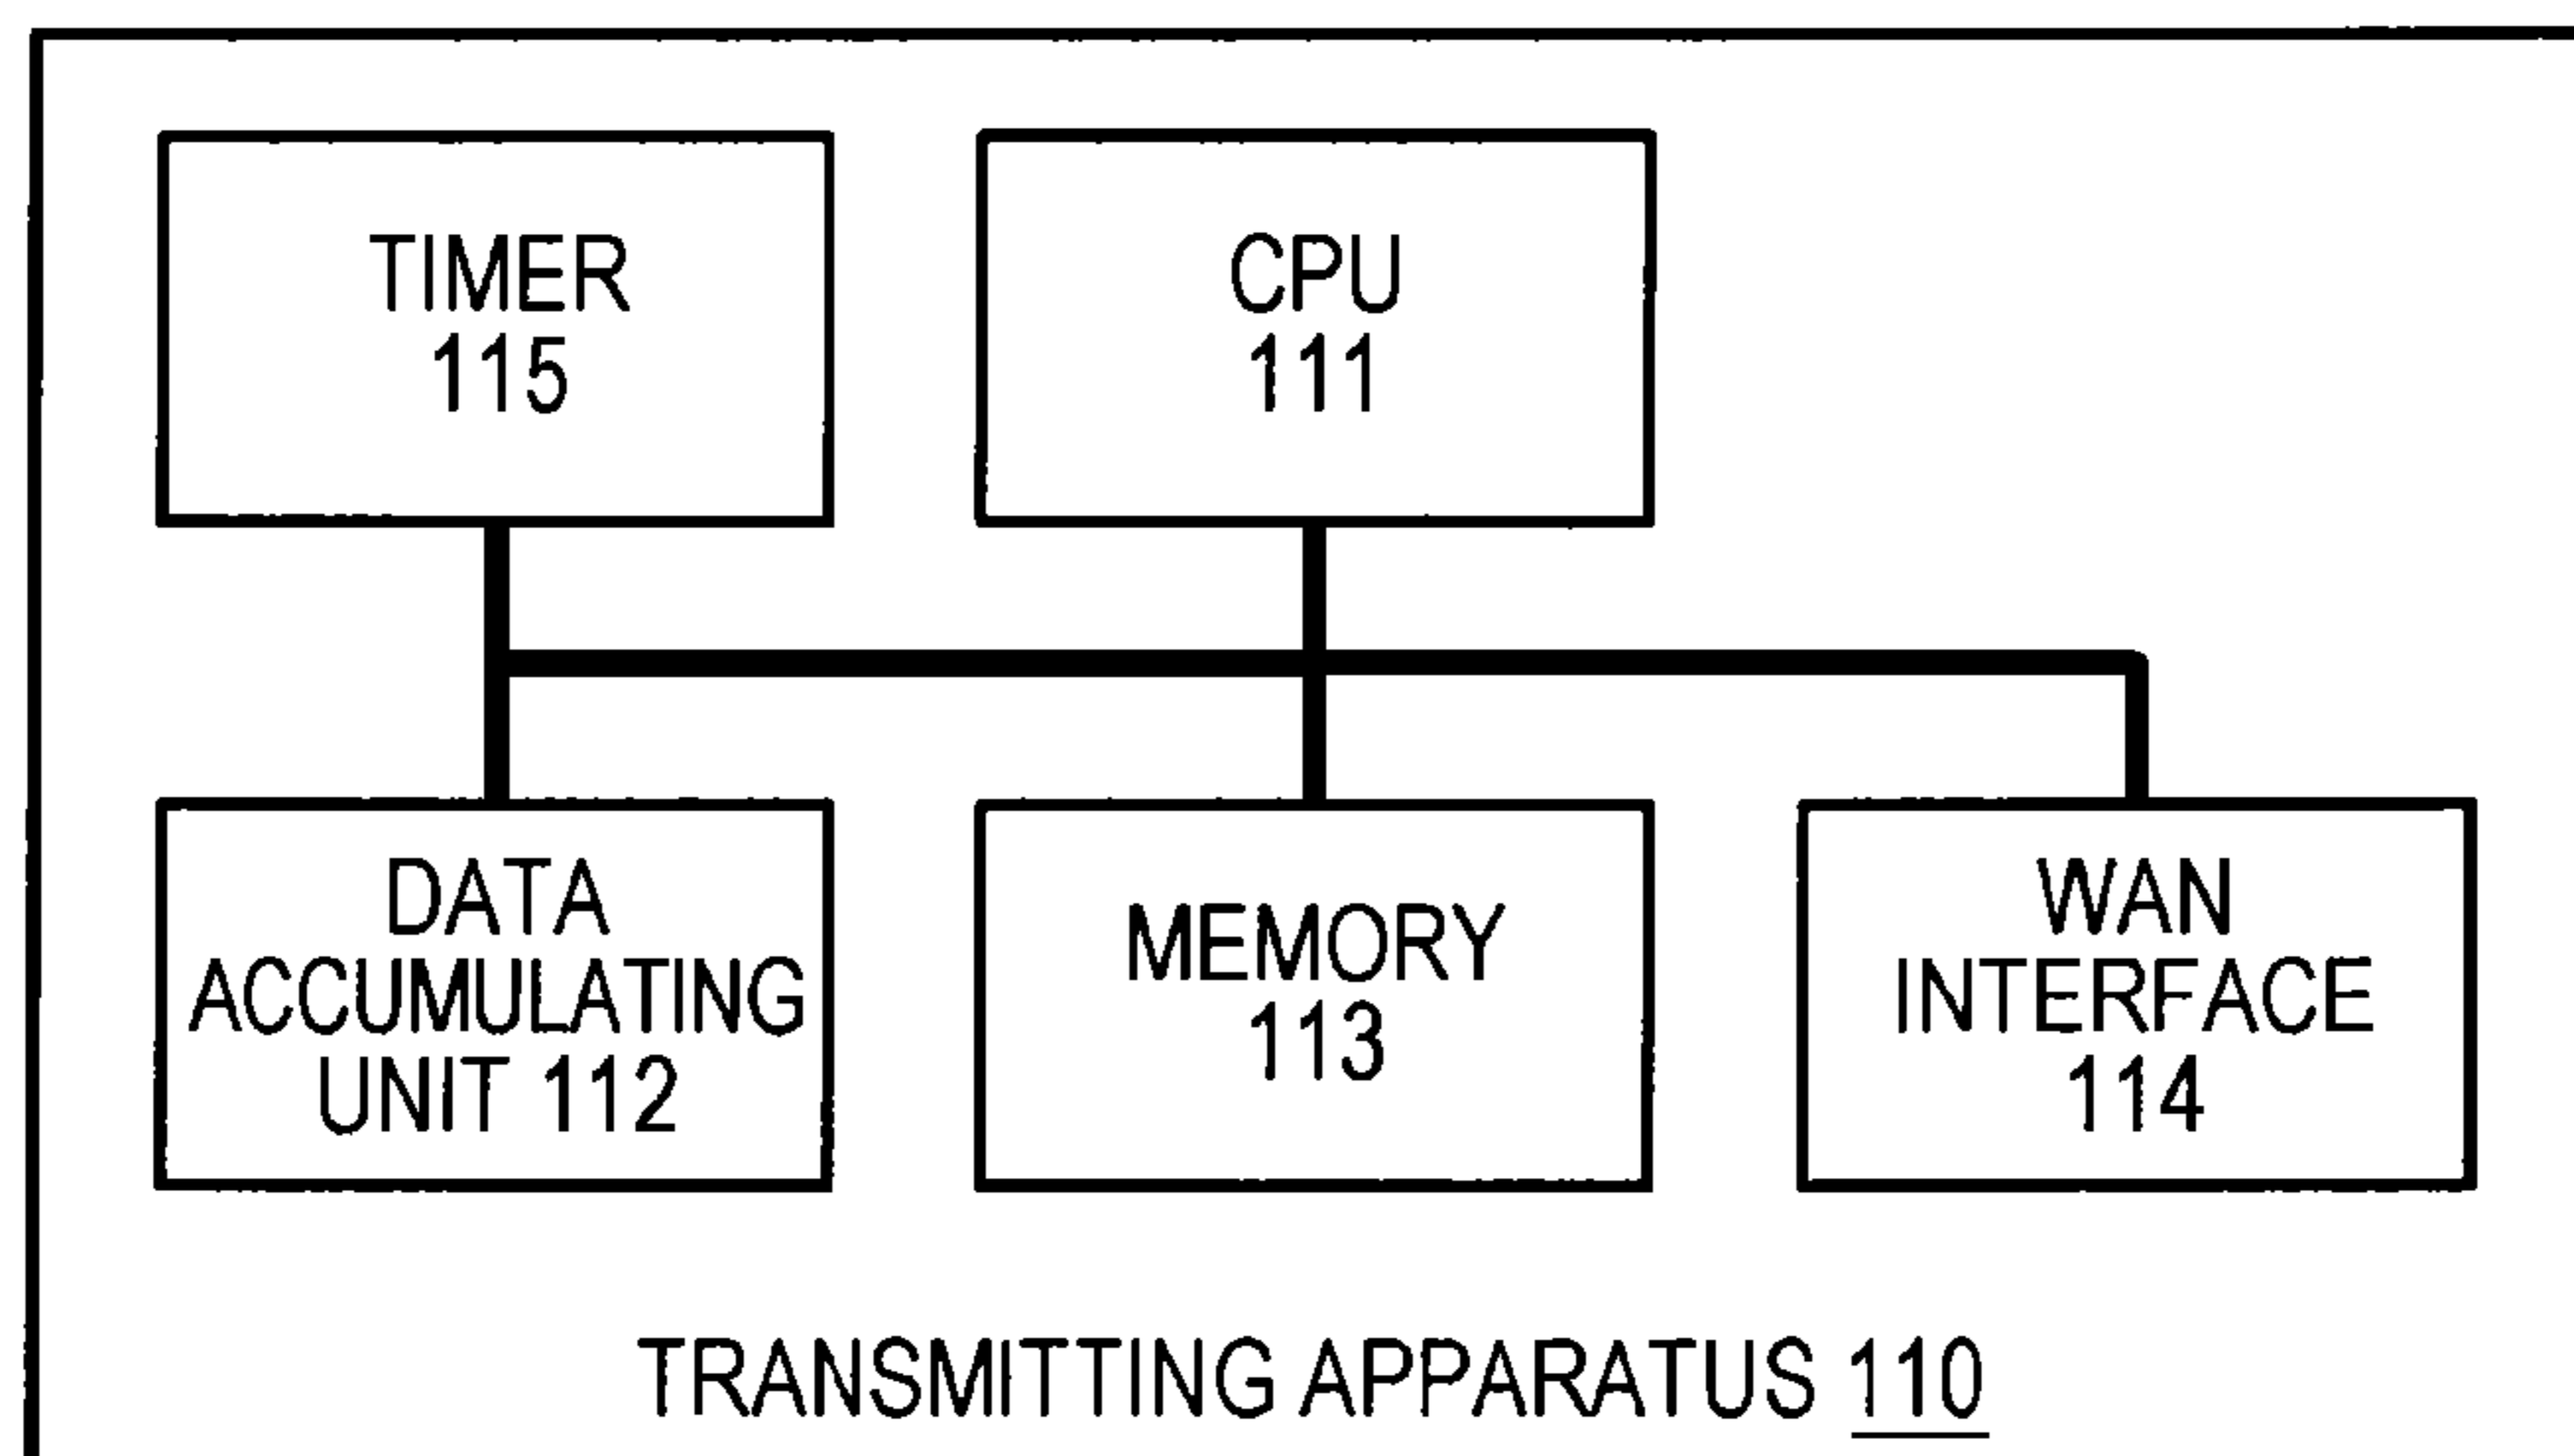 TIMER
115
CPU
111
DATA
ACCUMULATING
UNIT 112
MEMORY
113
WAN
INTERFACE
114
TRANSMITTING APPARATUS 110